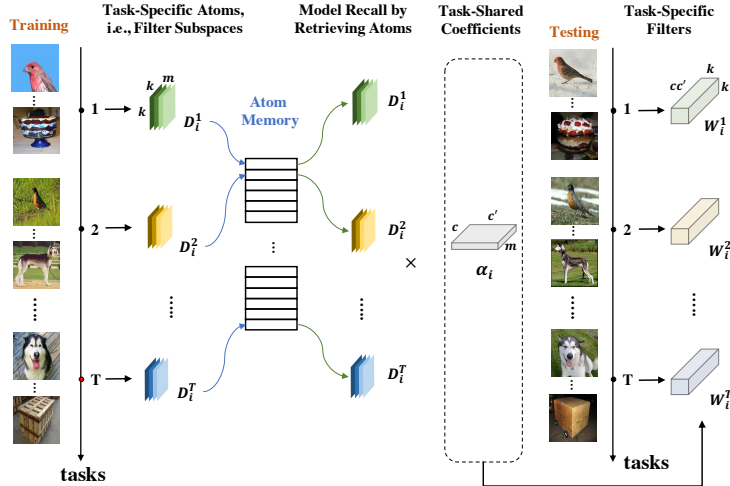 Training
Task-Specific Atoms,
i.e., Filter Subspaces
Model Recall by
Retrieving Atoms
Task-Shared
Coefficients
Testing
Task-Specific
Filters
k m
k
1
D_i^1
Atom
Memory
D_i^1
1
cc′ k
k
W_i^1
2
D_i^2
...
D_i^2
×
c c′
m
α_i
2
W_i^2
T
D_i^T
D_i^T
T
W_i^T
tasks
tasks